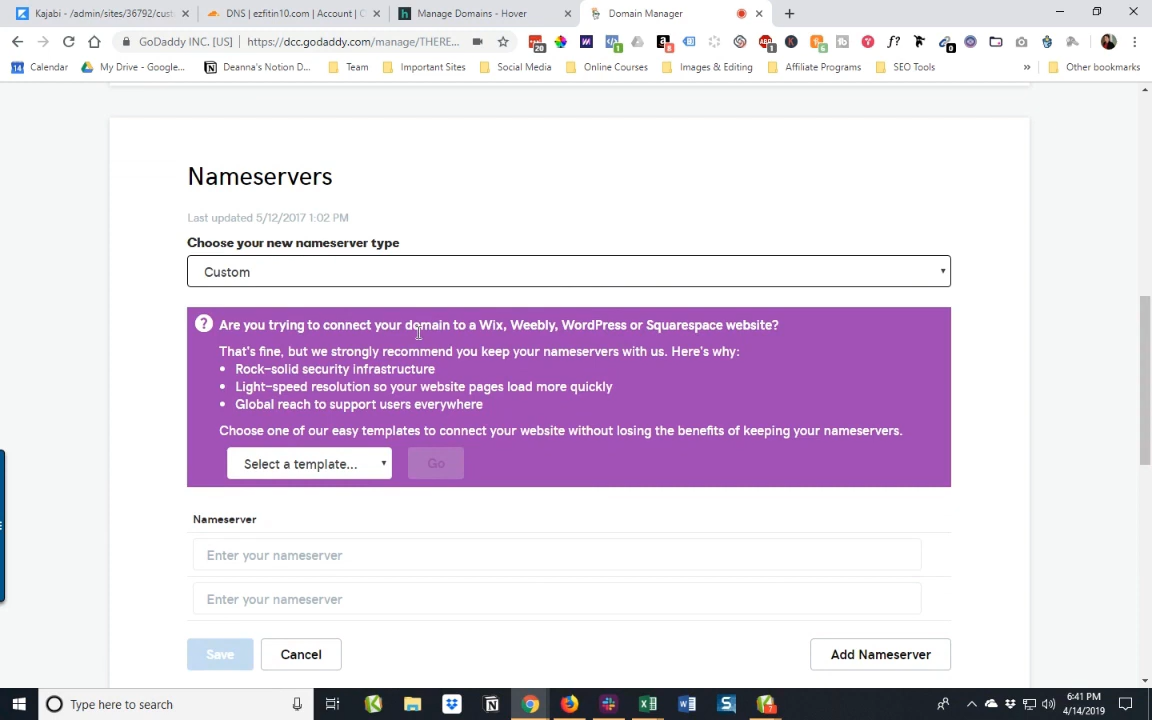 Kajabi - /admin/sites/36792/cust
DNS | ezfitin10.com | Account | C
Manage Domains - Hover
Domain Manager
GoDaddy INC. [US]
https://dcc.godaddy.com/manage/THERE...
Calendar
My Drive - Google...
Deanna's Notion D...
Team
Important Sites
Social Media
Online Courses
Images & Editing
Affiliate Programs
SEO Tools
»
Other bookmarks
Nameservers
Last updated 5/12/2017 1:02 PM
Choose your new nameserver type
Custom
Are you trying to connect your domain to a Wix, Weebly, WordPress or Squarespace website?
That's fine, but we strongly recommend you keep your nameservers with us. Here's why:
• Rock-solid security infrastructure
• Light-speed resolution so your website pages load more quickly
• Global reach to support users everywhere
Choose one of our easy templates to connect your website without losing the benefits of keeping your nameservers.
Select a template...
Go
Nameserver
Enter your nameserver
Enter your nameserver
Save
Cancel
Add Nameserver
Type here to search
6:41 PM
4/14/2019